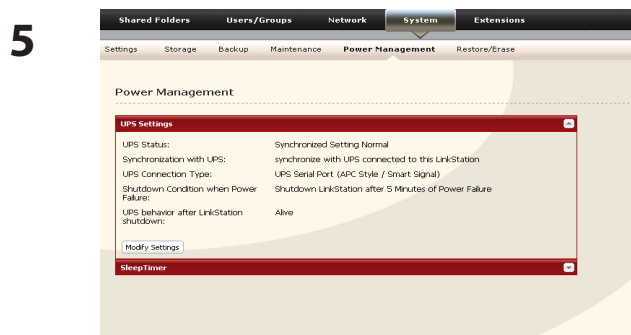 5
Shared Folders Users/Groups Network System Extensions
Settings Storage Backup Maintenance Power Management Restore/Erase
Power Management
UPS Settings
UPS Status: Synchronized Setting Normal
Synchronization with UPS: synchronize with UPS connected to this LinkStation
UPS Connection Type: UPS Serial Port (APC Style / Smart Signal)
Shutdown Condition when Power Shutdown LinkStation after 5 Minutes of Power Failure
Failure:
UPS behavior after LinkStation Alive
shutdown:
Modify Settings
SleepTimer